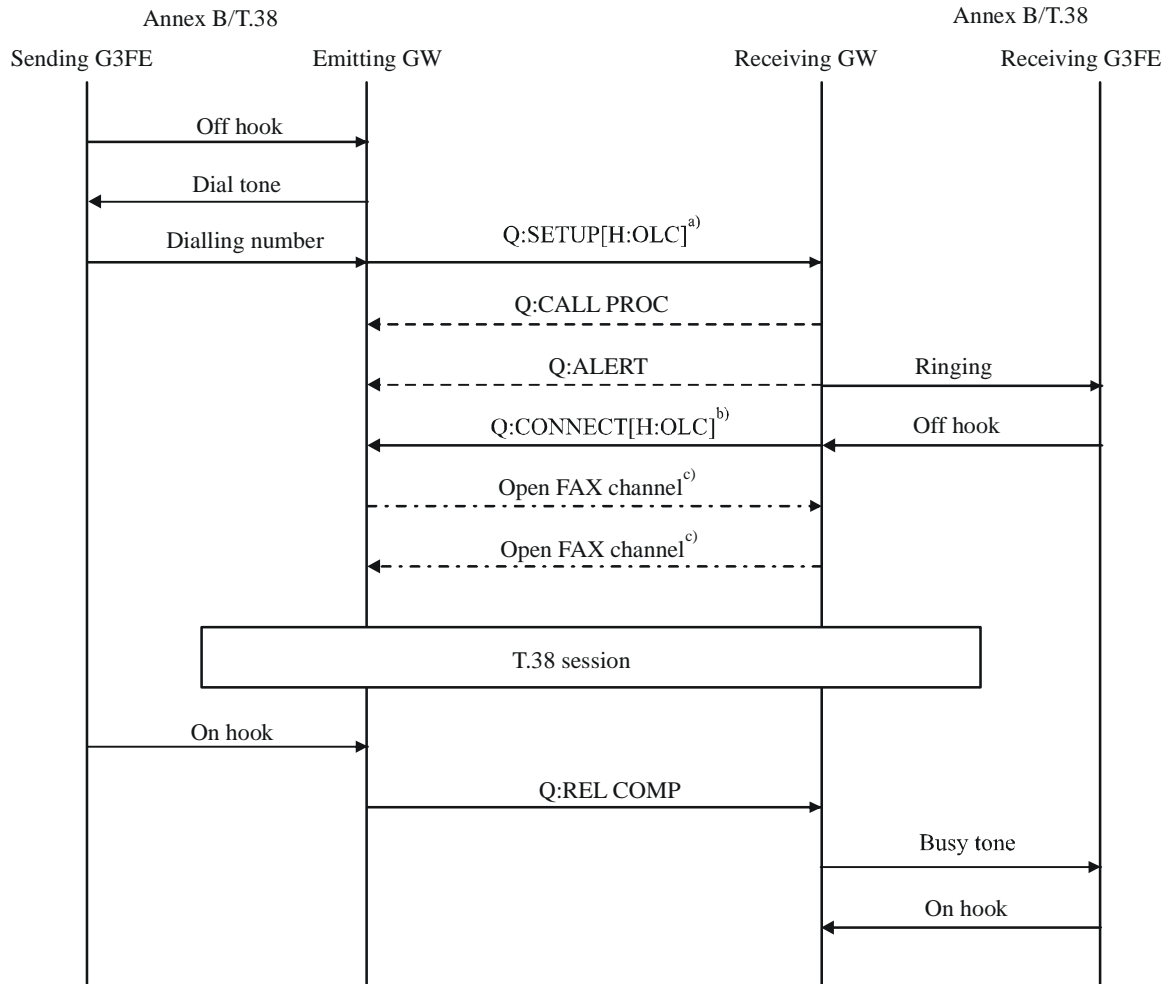 Annex B/T.38 Annex B/T.38
Sending G3FE Emitting GW Receiving GW Receiving G3FE
Off hook
Dial tone
Dialling number Q:SETUP[H:OLC]a)
Q:CALL PROC
Q:ALERT Ringing
Q:CONNECT[H:OLC]b) Off hook
Open FAX channelc)
Open FAX channelc)
T.38 session
On hook
Q:REL COMP
Busy tone
On hook